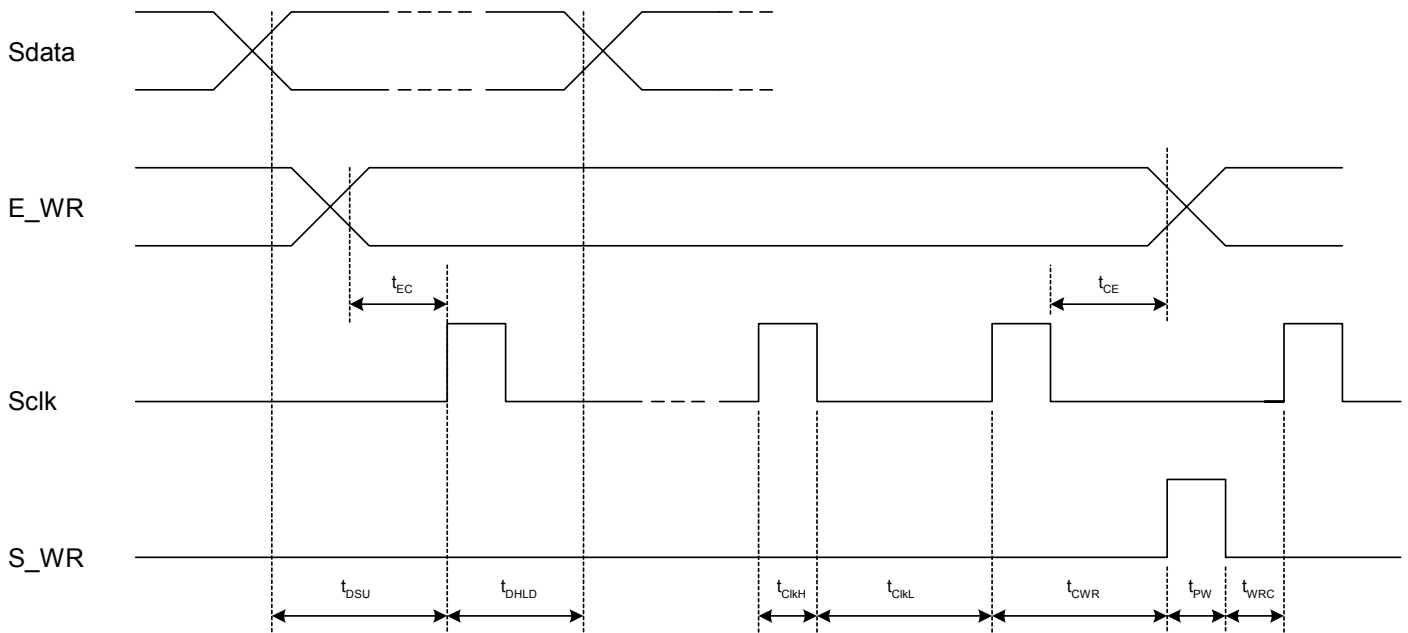 Sdata
E_WR
tEC
tCE
Sclk
S_WR
tDSU
tDHLD
tClkH
tClkL
tCWR
tPW
tWRC